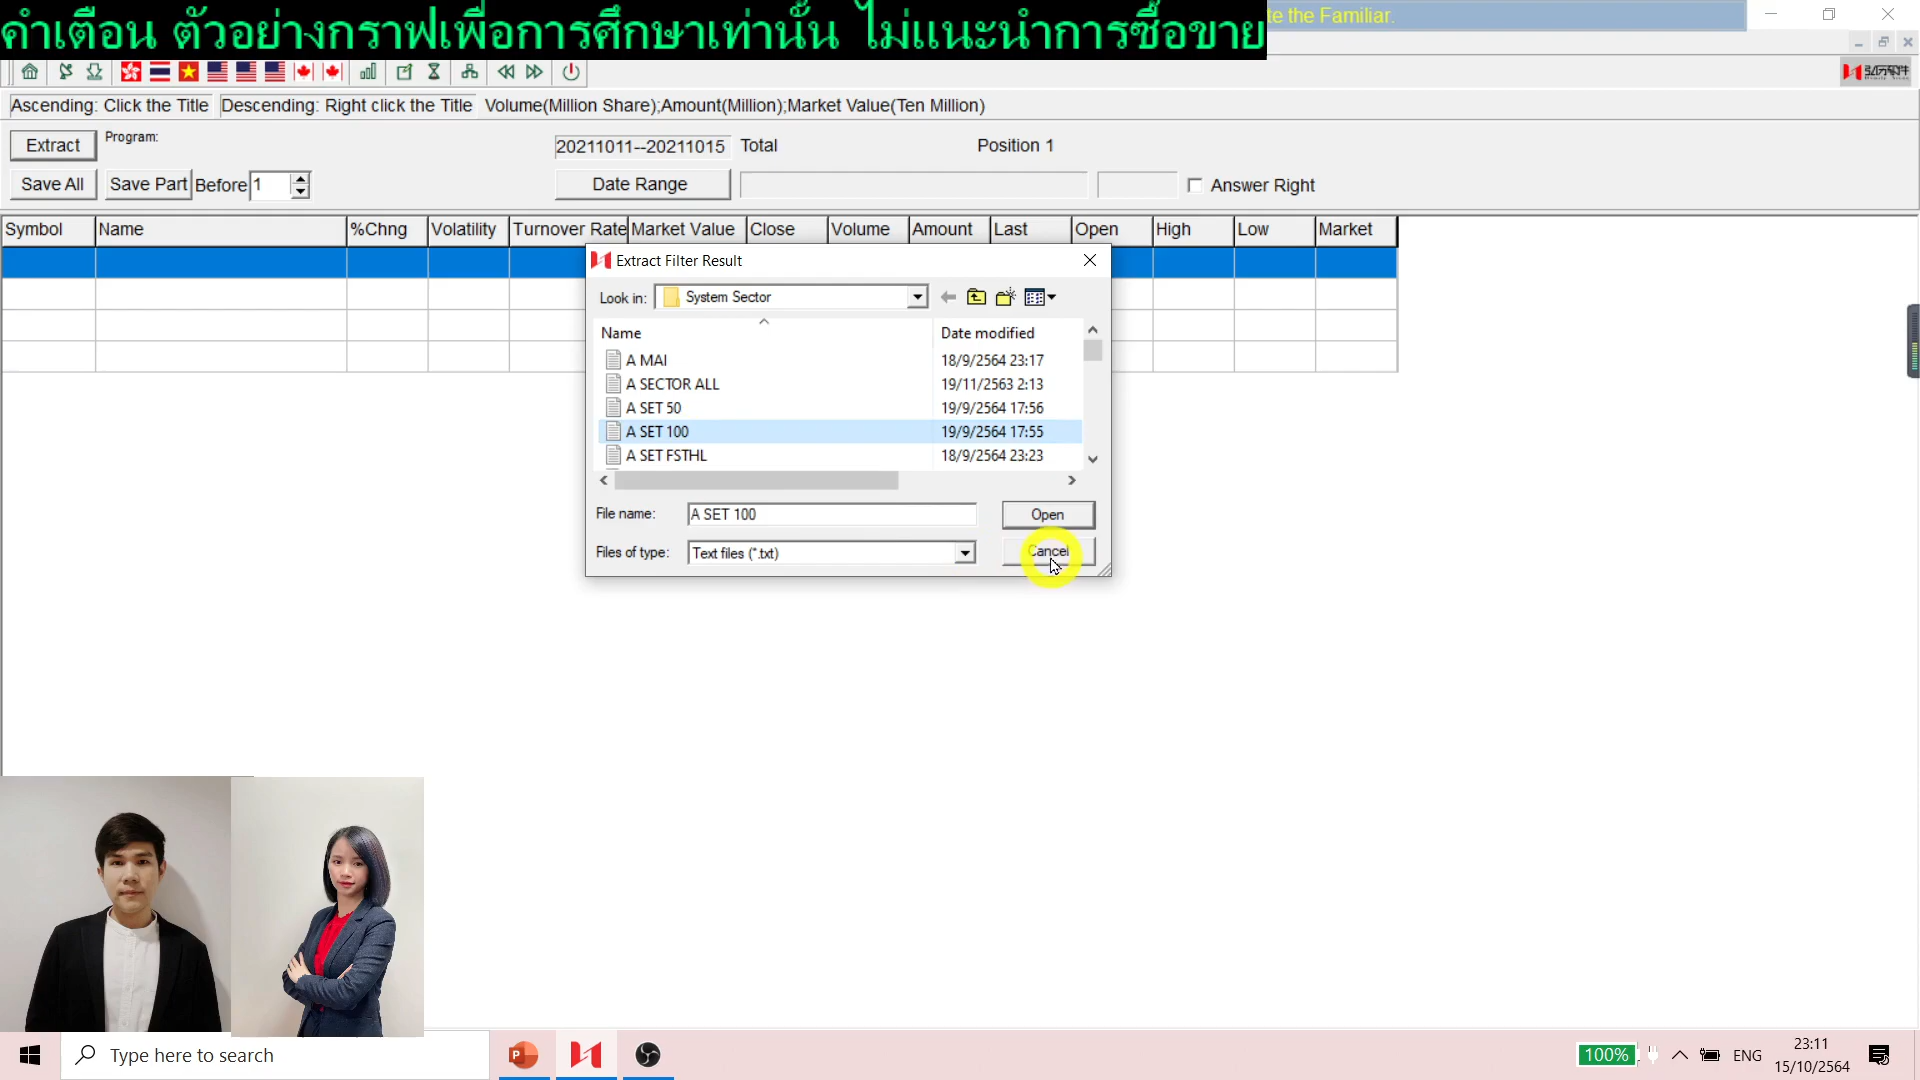 คำเตือน ตัวอย่างกราฟเพื่อการศึกษาเท่านั้น ไม่แนะนำการซื้อขาย
te the Familiar.
弘历软件
Ascending: Click the Title Descending: Right click the Title Volume(Million Share);Amount(Million);Market Value(Ten Million)
Extract Program: 20211011--20211015 Total Position 1
Save All Save Part Before 1 Date Range Answer Right
Symbol Name %Chng Volatility Turnover Rate Market Value Close Volume Amount Last Open High Low Market
Extract Filter Result
Look in: System Sector
Name Date modified
A MAI 18/9/2564 23:17
A SECTOR ALL 19/11/2563 2:13
A SET 50 19/9/2564 17:56
A SET 100 19/9/2564 17:55
A SET FSTHL 18/9/2564 23:23
File name: A SET 100 Open
Files of type: Text files (*.txt) Cancel
Type here to search
100% ENG 23:11
15/10/2564